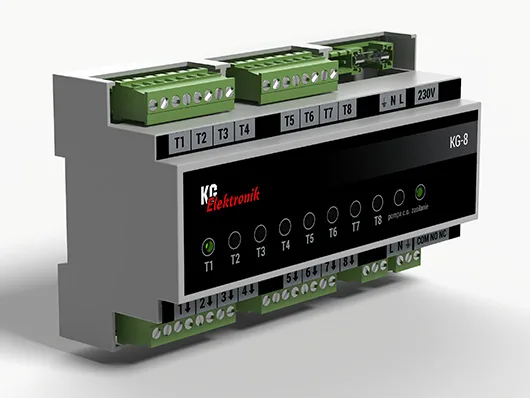 T1 T2 T3 T4 T5 T6 T7 T8 ⏚ N L 230V
KG-8
KG
Elektronik
T1 T2 T3 T4 T5 T6 T7 T8 pompa c.o. zasilanie
1⬇ 2⬇ 3⬇ 4⬇ 5⬇ 6⬇ 7⬇ 8⬇ L N ⏚ COM NO NC